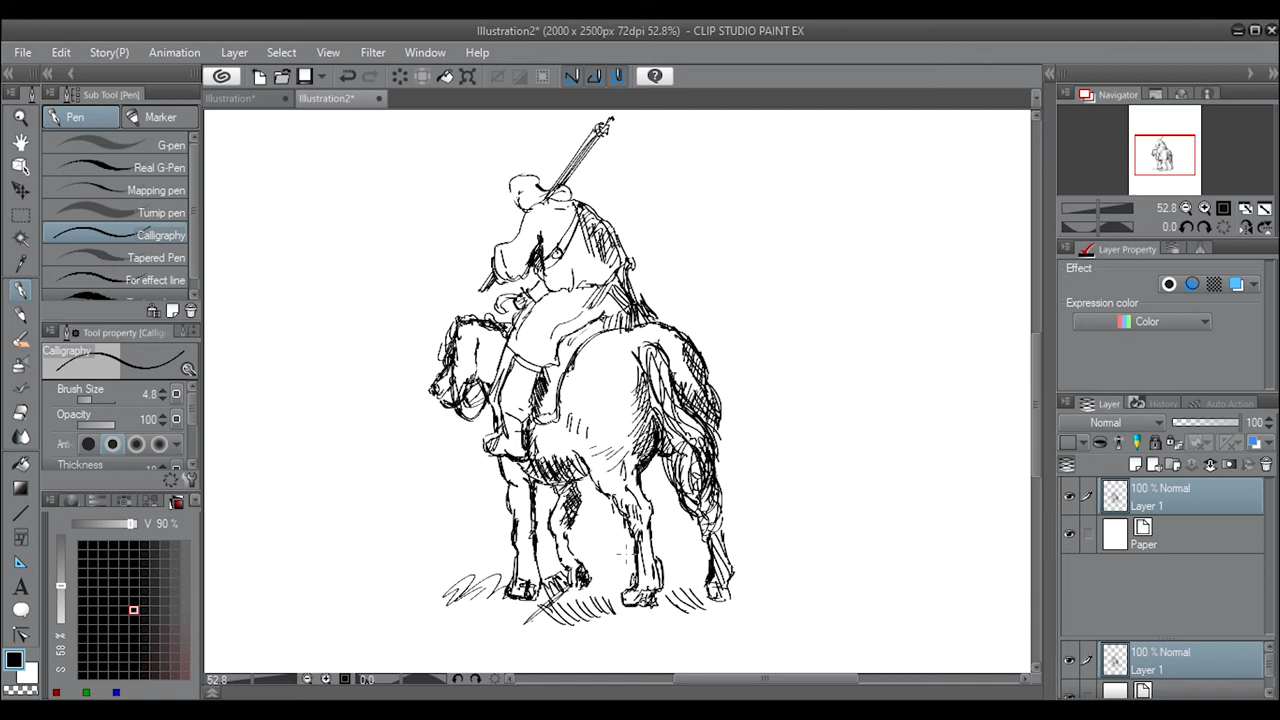 Illustration2* (2000 x 2500px 72dpi 52.8%) - CLIP STUDIO PAINT EX
File Edit Story(P) Animation Layer Select View Filter Window Help
Sub Tool [Pen]
Illustration* Illustration2*
Navigator
Pen Marker
G-pen
Real G-Pen
Mapping pen
Turnip pen
Calligraphy
Tapered Pen
For effect line
Tool property [Callig
Calligraphy
Brush Size 4.8
Opacity 100
Anti-
Thickness
V 90 %
58
S
52.8 0.0
52.8
0.0
Layer Property
Effect
Expression color
Color
Layer History Auto Action
Normal 100
100 % Normal
Layer 1
Paper
100 % Normal
Layer 1